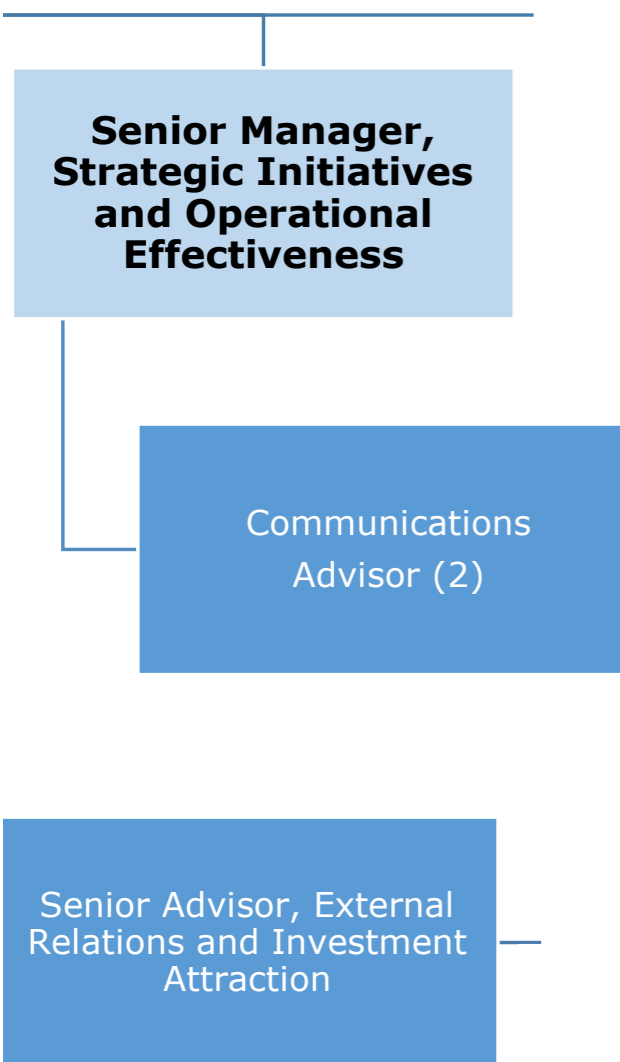 Senior Manager,
Strategic Initiatives
and Operational
Effectiveness
Communications
Advisor (2)
Senior Advisor, External
Relations and Investment
Attraction